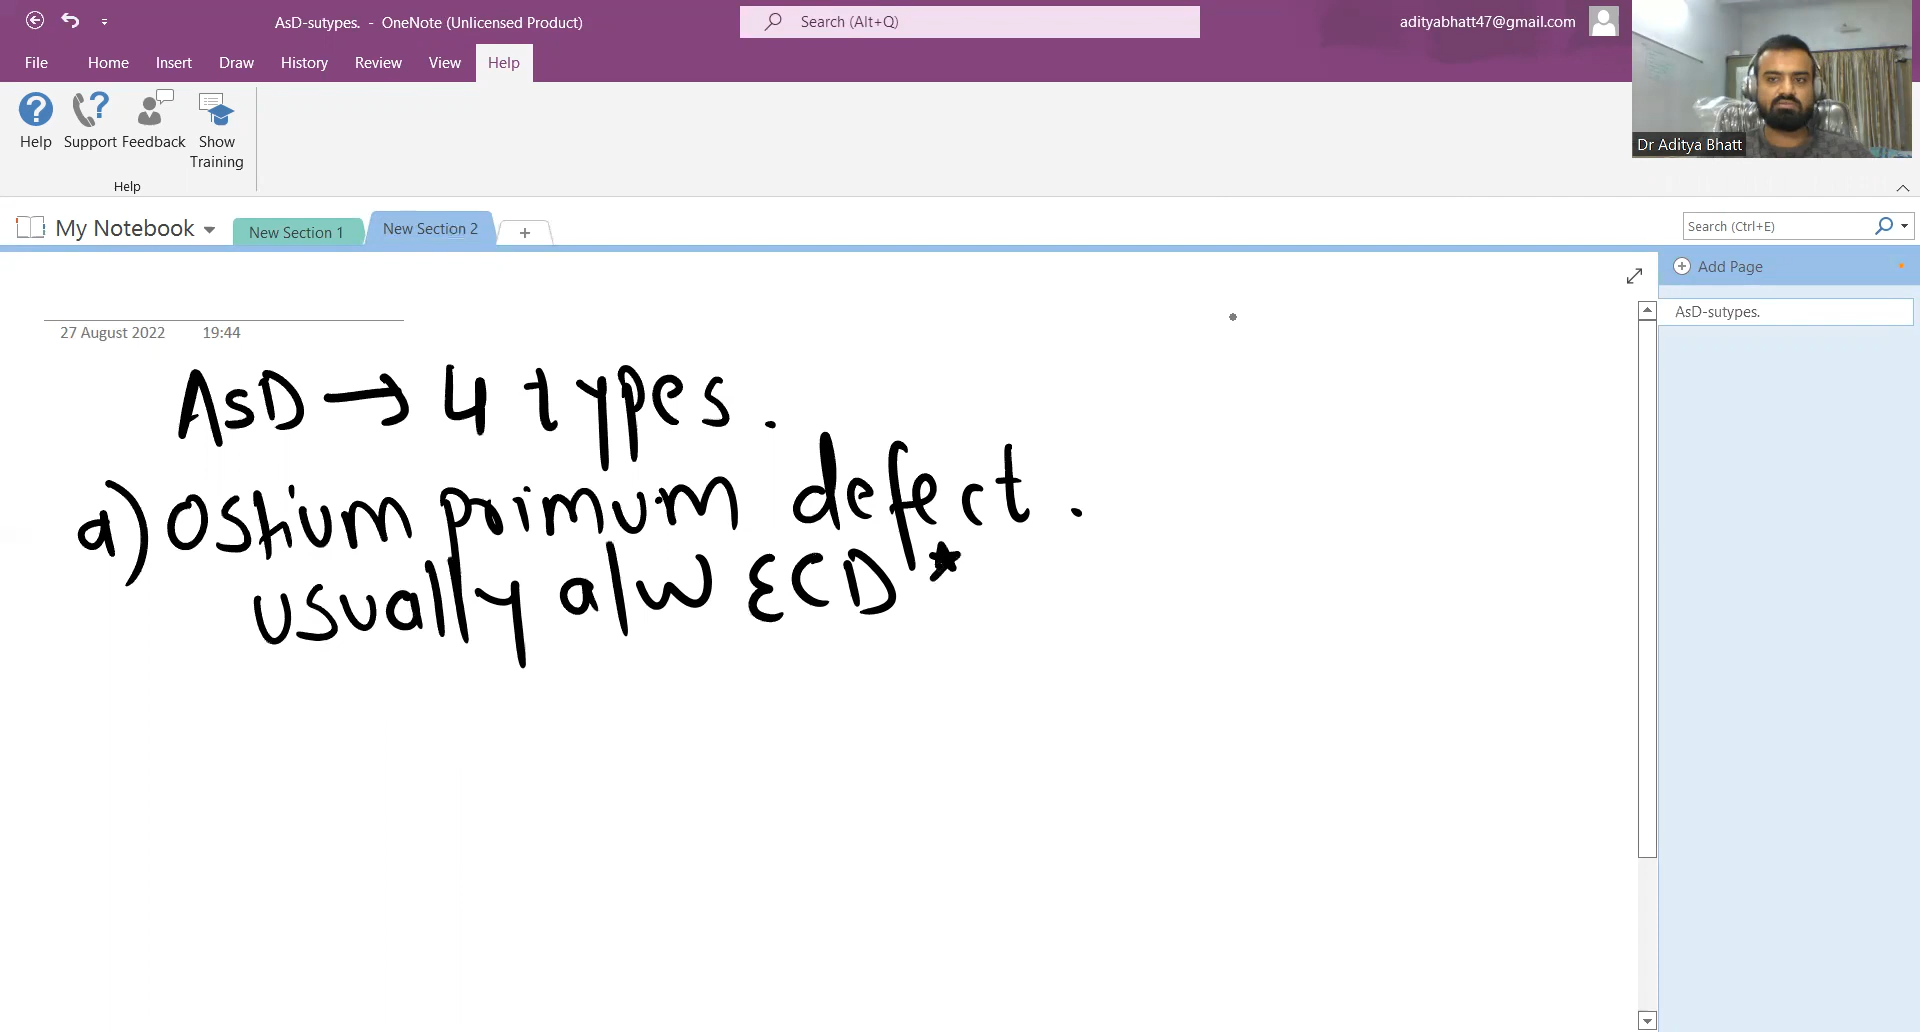 AsD-sutypes. - OneNote (Unlicensed Product)
Search (Alt+Q)
adityabhatt47@gmail.com
File Home Insert Draw History Review View Help
Help Support Feedback Show Training
Help
Dr Aditya Bhatt
My Notebook New Section 1 New Section 2 +
Search (Ctrl+E)
Add Page
AsD-sutypes.
27 August 2022 19:44
AsD → 4 types.
a) Ostium primum defect.
usually a/w ECD ★